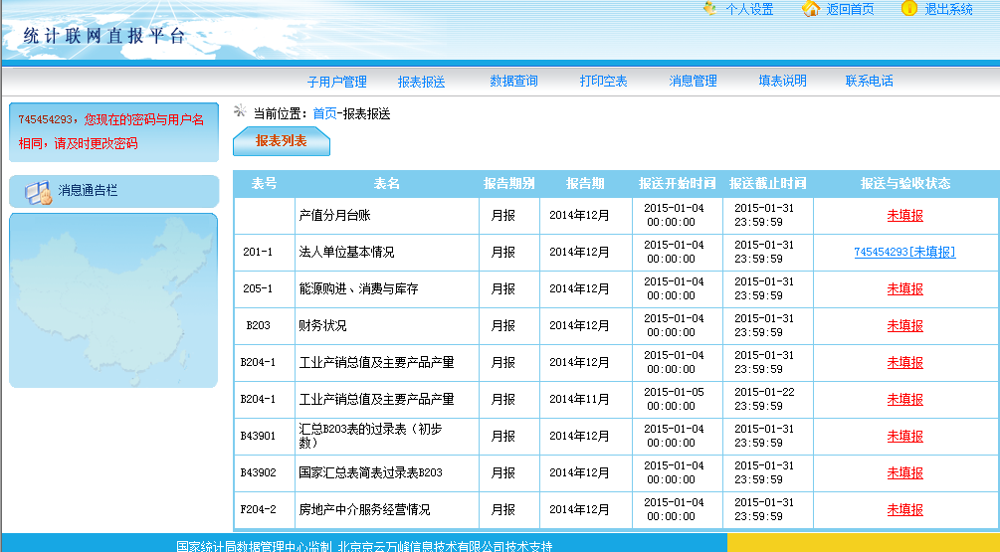 个人设置 返回首页 退出系统
统计联网直报平台
子用户管理 报表报送 数据查询 打印空表 消息管理 填表说明 联系电话
745454293，您现在的密码与用户名
相同，请及时更改密码
消息通告栏
当前位置：首页-报表报送
报表列表
表号 表名 报告期别 报告期 报送开始时间 报送截止时间 报送与验收状态
产值分月台账 月报 2014年12月 2015-01-04 00:00:00 2015-01-31 23:59:59 未填报
201-1 法人单位基本情况 月报 2014年12月 2015-01-04 00:00:00 2015-01-31 23:59:59 745454293[未填报]
205-1 能源购进、消费与库存 月报 2014年12月 2015-01-04 00:00:00 2015-01-31 23:59:59 未填报
B203 财务状况 月报 2014年12月 2015-01-04 00:00:00 2015-01-31 23:59:59 未填报
B204-1 工业产销总值及主要产品产量 月报 2014年12月 2015-01-04 00:00:00 2015-01-31 23:59:59 未填报
B204-1 工业产销总值及主要产品产量 月报 2014年11月 2015-01-05 00:00:00 2015-01-22 23:59:59 未填报
B43901 汇总B203表的过录表（初步数） 月报 2014年12月 2015-01-04 00:00:00 2015-01-31 23:59:59 未填报
B43902 国家汇总表简表过录表B203 月报 2014年12月 2015-01-04 00:00:00 2015-01-31 23:59:59 未填报
F204-2 房地产中介服务经营情况 月报 2014年12月 2015-01-04 00:00:00 2015-01-31 23:59:59 未填报
国家统计局数据管理中心监制 北京京云万峰信息技术有限公司技术支持